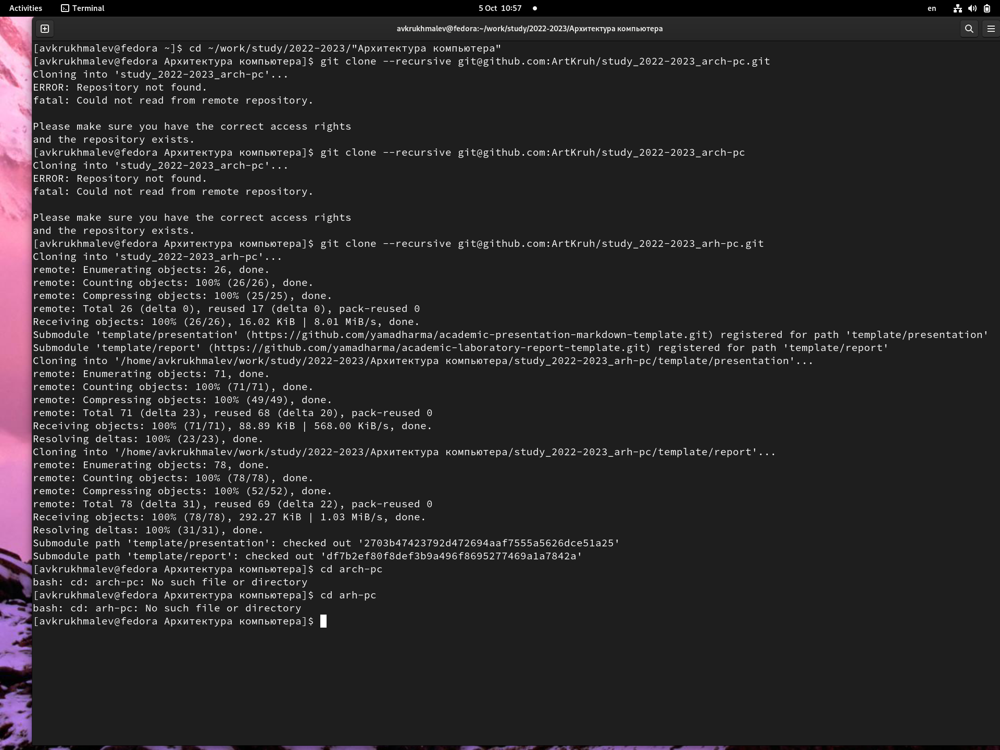 Activities Terminal 5 Oct 10:57 en
avkrukhmalev@fedora:~/work/study/2022-2023/Архитектура компьютера
[avkrukhmalev@fedora ~]$ cd ~/work/study/2022-2023/"Архитектура компьютера"
[avkrukhmalev@fedora Архитектура компьютера]$ git clone --recursive git@github.com:ArtKruh/study_2022-2023_arch-pc.git
Cloning into 'study_2022-2023_arch-pc'...
ERROR: Repository not found.
fatal: Could not read from remote repository.

Please make sure you have the correct access rights
and the repository exists.
[avkrukhmalev@fedora Архитектура компьютера]$ git clone --recursive git@github.com:ArtKruh/study_2022-2023_arch-pc
Cloning into 'study_2022-2023_arch-pc'...
ERROR: Repository not found.
fatal: Could not read from remote repository.

Please make sure you have the correct access rights
and the repository exists.
[avkrukhmalev@fedora Архитектура компьютера]$ git clone --recursive git@github.com:ArtKruh/study_2022-2023_arh-pc.git
Cloning into 'study_2022-2023_arh-pc'...
remote: Enumerating objects: 26, done.
remote: Counting objects: 100% (26/26), done.
remote: Compressing objects: 100% (25/25), done.
remote: Total 26 (delta 0), reused 17 (delta 0), pack-reused 0
Receiving objects: 100% (26/26), 16.02 KiB | 8.01 MiB/s, done.
Submodule 'template/presentation' (https://github.com/yamadharma/academic-presentation-markdown-template.git) registered for path 'template/presentation'
Submodule 'template/report' (https://github.com/yamadharma/academic-laboratory-report-template.git) registered for path 'template/report'
Cloning into '/home/avkrukhmalev/work/study/2022-2023/Архитектура компьютера/study_2022-2023_arh-pc/template/presentation'...
remote: Enumerating objects: 71, done.
remote: Counting objects: 100% (71/71), done.
remote: Compressing objects: 100% (49/49), done.
remote: Total 71 (delta 23), reused 68 (delta 20), pack-reused 0
Receiving objects: 100% (71/71), 88.89 KiB | 568.00 KiB/s, done.
Resolving deltas: 100% (23/23), done.
Cloning into '/home/avkrukhmalev/work/study/2022-2023/Архитектура компьютера/study_2022-2023_arh-pc/template/report'...
remote: Enumerating objects: 78, done.
remote: Counting objects: 100% (78/78), done.
remote: Compressing objects: 100% (52/52), done.
remote: Total 78 (delta 31), reused 69 (delta 22), pack-reused 0
Receiving objects: 100% (78/78), 292.27 KiB | 1.03 MiB/s, done.
Resolving deltas: 100% (31/31), done.
Submodule path 'template/presentation': checked out '2703b47423792d472694aaf7555a5626dce51a25'
Submodule path 'template/report': checked out 'df7b2ef80f8def3b9a496f8695277469a1a7842a'
[avkrukhmalev@fedora Архитектура компьютера]$ cd arch-pc
bash: cd: arch-pc: No such file or directory
[avkrukhmalev@fedora Архитектура компьютера]$ cd arh-pc
bash: cd: arh-pc: No such file or directory
[avkrukhmalev@fedora Архитектура компьютера]$